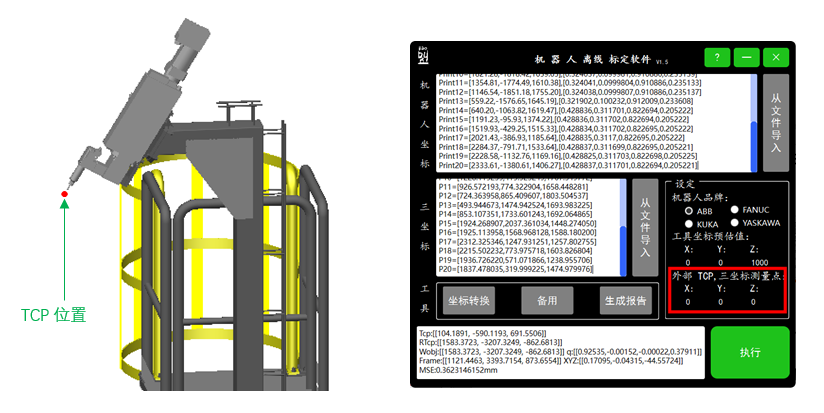 TCP 位置
机 器 人 离线 标定软件 V1.5
?
—
×
机器人坐标
Print11=[1354.81,-1774.49,1610.38],[0.324041,0.0999804,0.910886,0.235133]
Print12=[1146.54,-1851.18,1755.20],[0.324038,0.0999807,0.910886,0.235137]
Print13=[559.22,-1576.65,1645.19],[0.321902,0.100232,0.912009,0.233608]
Print14=[640.20,-1063.82,1619.47],[0.428836,0.311701,0.822694,0.205222]
Print15=[1191.23,-95.93,1374.22],[0.428836,0.311702,0.822694,0.205222]
Print16=[1519.93,-429.25,1515.33],[0.428834,0.311702,0.822695,0.205222]
Print17=[2021.43,-386.93,1185.64],[0.428835,0.3117,0.822695,0.205222]
Print18=[2284.37,-791.71,1533.64],[0.428832,0.311699,0.822695,0.205221]
Print19=[2228.58,-1132.76,1169.16],[0.428825,0.311703,0.822698,0.205225]
Print20=[2333.61,-1380.61,1406.27],[0.428837,0.311701,0.822694,0.205222]
从文件导入
三坐标
P11=[926.572193,774.322904,1658.448281]
P12=[724.363958,865.409607,1803.504537]
P13=[493.944673,1474.942524,1693.983225]
P14=[853.107351,1733.601243,1692.064865]
P15=[1924.268907,2037.361034,1448.274050]
P16=[1925.113958,1568.968128,1588.180200]
P17=[2312.325346,1247.931251,1257.802755]
P18=[2215.502232,773.975718,1603.826804]
P19=[1936.726220,571.071866,1238.955706]
P20=[1837.478035,319.999225,1474.979976]
从文件导入
设定
机器人品牌：
ABB
FANUC
KUKA
YASKAWA
工具坐标预估值：
X: Y: Z:
0 0 1000
外部 TCP,三坐标测量点:
X: Y: Z:
0 0 0
工具
坐标转换
备用
生成报告
Tcp:[[104.1891, -590.1193, 691.5506]]
RTcp:[[1583.3723, -3207.3249, -862.6813]]
Wobj:[[1583.3723, -3207.3249, -862.6813] q:[0.92535,-0.00152,-0.00022,0.37911]]
Frame:[[1121.4463, 3393.7154, 873.6554]] XYZ:[[0.17095,-0.04315,-44.55724]]
MSE:0.3623146152mm
执行